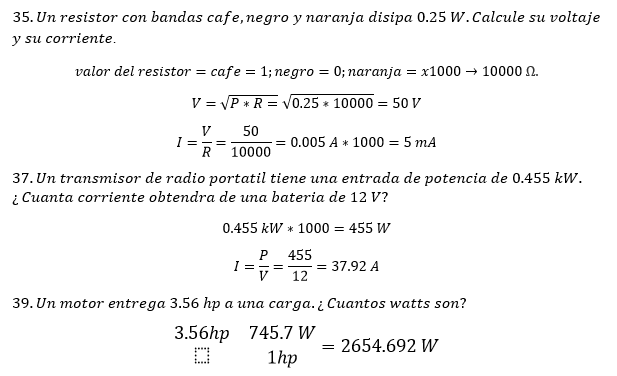 35. Un resistor con bandas cafe, negro y naranja disipa 0.25 W. Calcule su voltaje
y su corriente.
valor del resistor = cafe = 1; negro = 0; naranja = x1000 → 10000 Ω.
V = √(P * R =) √(0.25 * 10000) = 50 V
I = V/R = 50/10000 = 0.005 A * 1000 = 5 mA
37. Un transmisor de radio portatil tiene una entrada de potencia de 0.455 kW.
¿ Cuanta corriente obtendra de una bateria de 12 V?
0.455 kW * 1000 = 455 W
I = P/V = 455/12 = 37.92 A
39. Un motor entrega 3.56 hp a una carga. ¿ Cuantos watts son?
3.56hp/⬚ 745.7 W/1hp = 2654.692 W